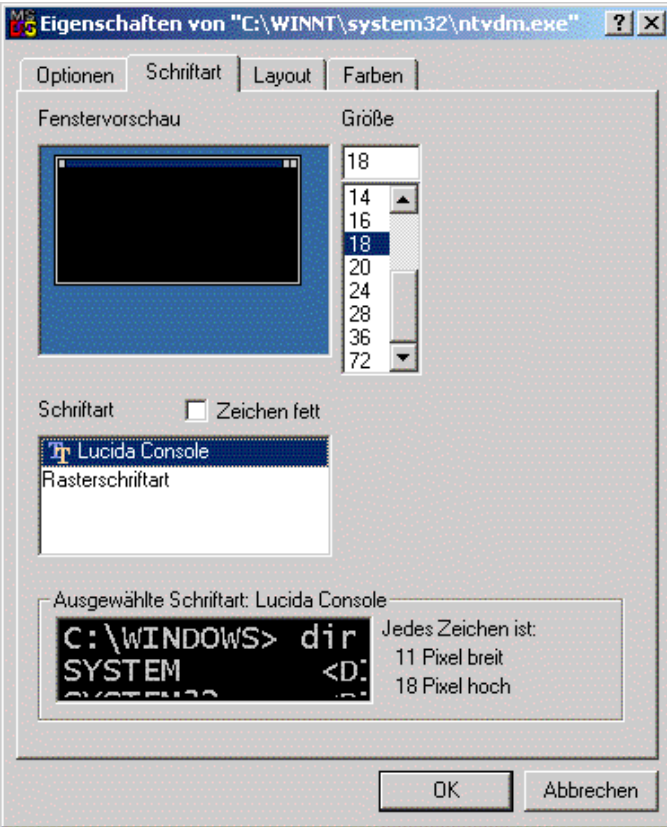 Eigenschaften von "C:\WINNT\system32\ntvdm.exe"
Optionen Schriftart Layout Farben
Fenstervorschau Größe
18
14
16
18
20
24
28
36
72
Schriftart Zeichen fett
Lucida Console
Rasterschriftart
Ausgewählte Schriftart: Lucida Console
C:\WINDOWS> dir
SYSTEM <D:
Jedes Zeichen ist:
11 Pixel breit
18 Pixel hoch
OK Abbrechen